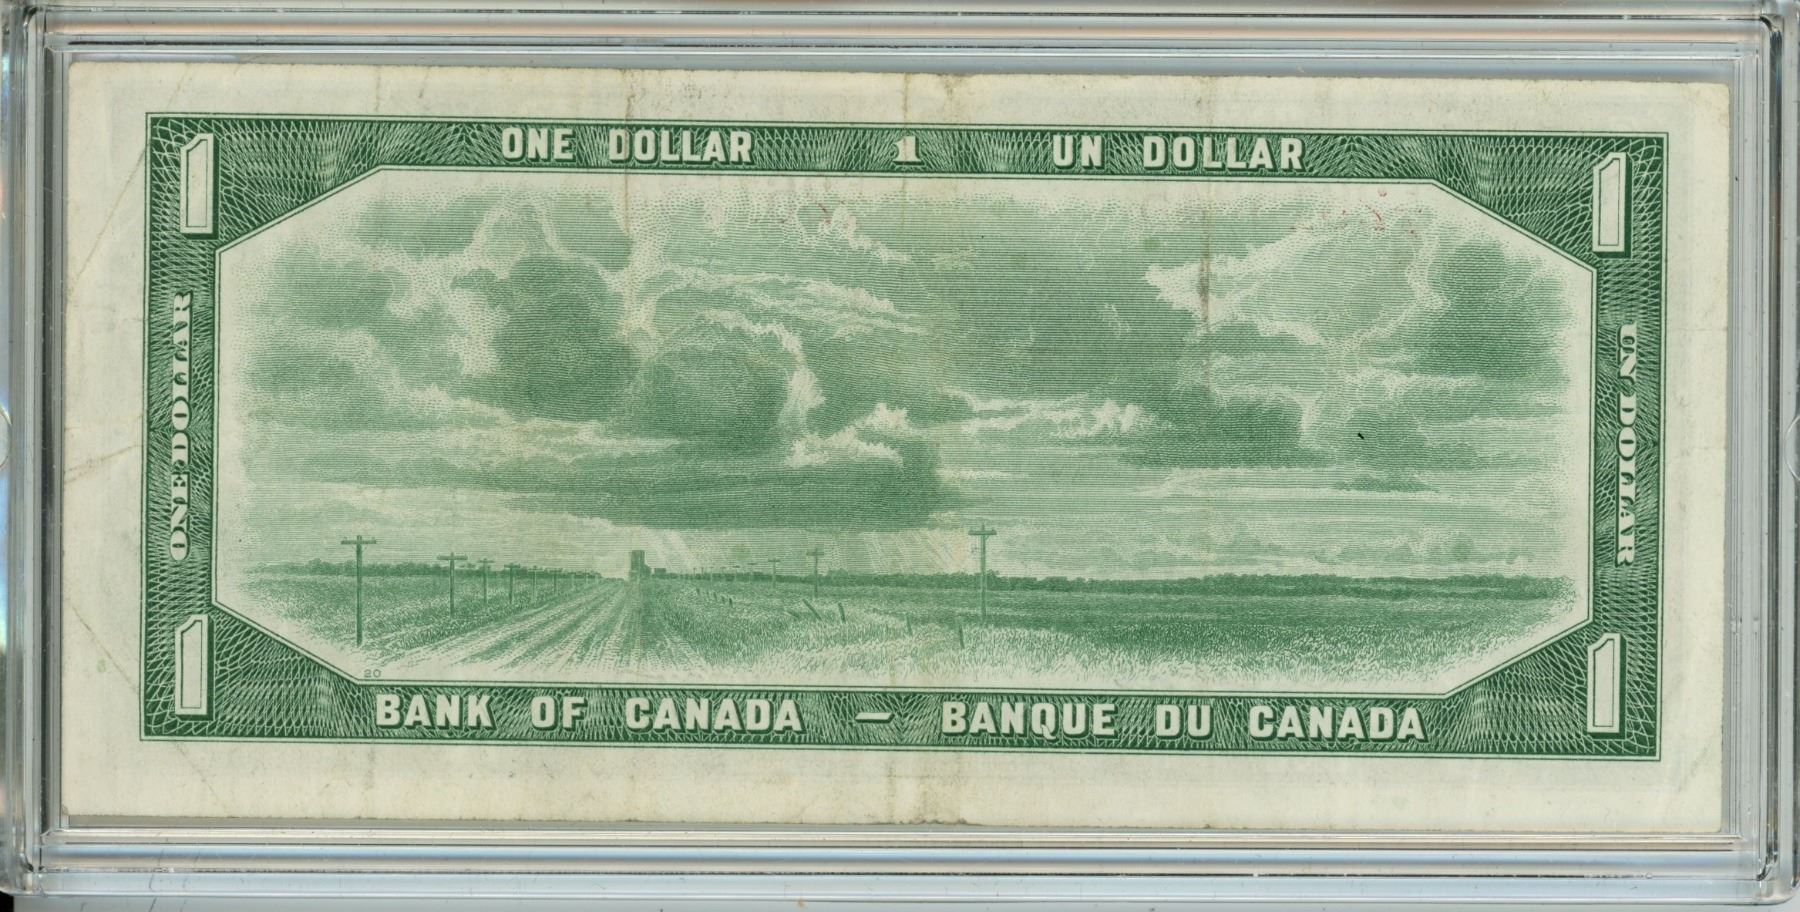 1 ONE DOLLAR 1 UN DOLLAR 1
ONE DOLLAR
UN DOLLAR
20
1 BANK OF CANADA — BANQUE DU CANADA 1